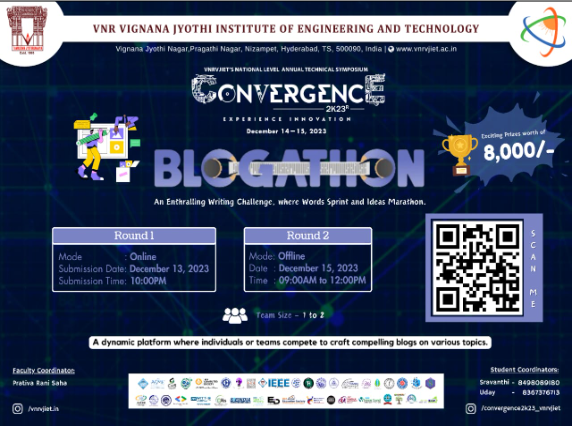 VNR VIGNANA JYOTHI INSTITUTE OF ENGINEERING AND TECHNOLOGY
Vignana Jyothi Nagar,Pragathi Nagar, Nizampet, Hyderabad, TS, 500090, India | www.vnrvjiet.ac.in
VNRVJIET'S NATIONAL LEVEL ANNUAL TECHNICAL SYMPOSIUM
CONVERGENCE
2K23
EXPERIENCE INNOVATION
December 14-15, 2023
Exciting Prizes worth of
8,000/-
BLOGATHON
An Enthralling Writing Challenge, where Words Sprint and Ideas Marathon.
Round 1
Mode : Online
Submission Date: December 13, 2023
Submission Time: 10:00PM
Round 2
Mode: Offline
Date : December 15, 2023
Time : 09:00AM to 12:00PM
SCAN ME
Team Size - 1 to 2
A dynamic platform where individuals or teams compete to craft compelling blogs on various topics.
Faculty Coordinator:
Prativa Rani Saha
/vnrvjiet.in
IEEE
Student Coordinators:
Sravanthi - 8498089180
Uday - 8367376713
/convergence2k23_vnrvjiet